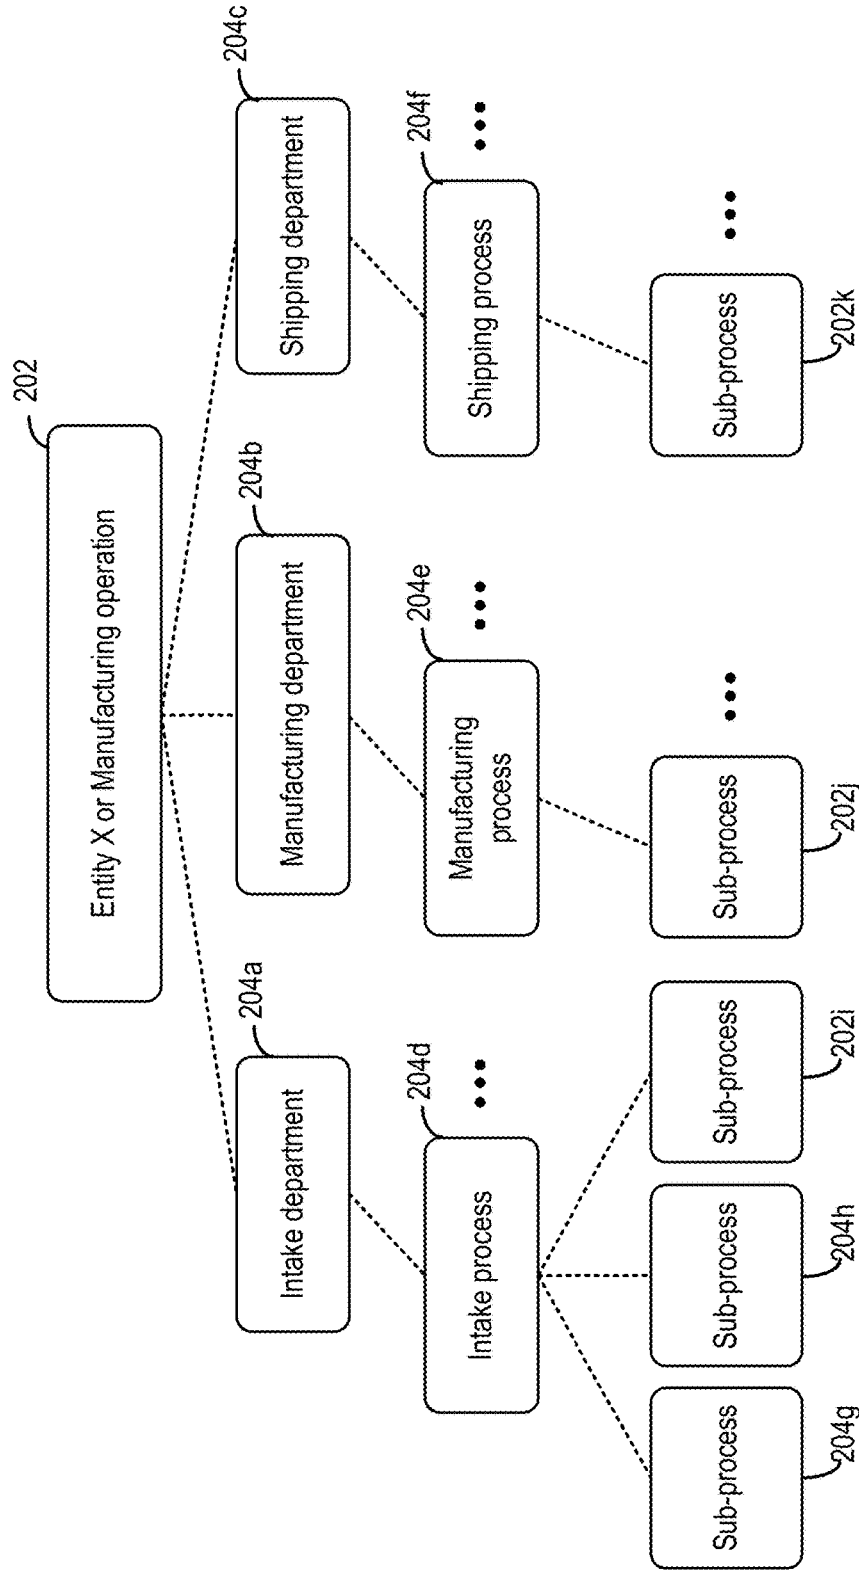 202
Entity X or Manufacturing operation
204a
204b
204c
Intake department
Manufacturing department
Shipping department
204d
204e
204f
Intake process
Manufacturing
process
Shipping process
Sub-process
Sub-process
Sub-process
Sub-process
Sub-process
204g
204h
202i
202j
202k